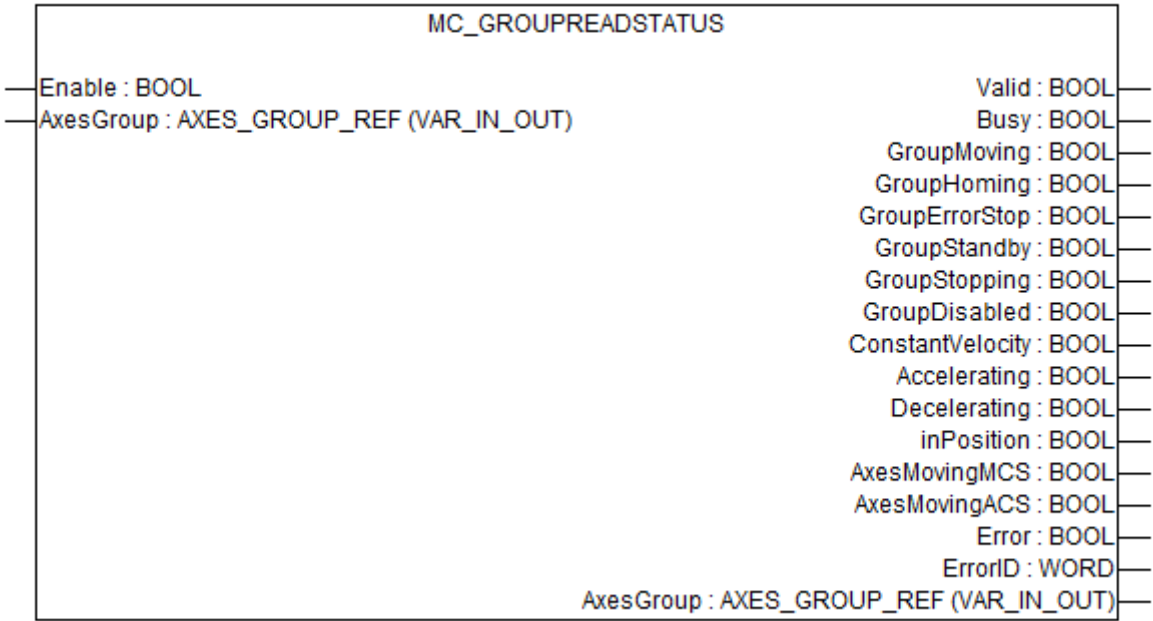 MC_GROUPREADSTATUS
Enable : BOOL Valid : BOOL
AxesGroup : AXES_GROUP_REF (VAR_IN_OUT) Busy : BOOL
GroupMoving : BOOL
GroupHoming : BOOL
GroupErrorStop : BOOL
GroupStandby : BOOL
GroupStopping : BOOL
GroupDisabled : BOOL
ConstantVelocity : BOOL
Accelerating : BOOL
Decelerating : BOOL
inPosition : BOOL
AxesMovingMCS : BOOL
AxesMovingACS : BOOL
Error : BOOL
ErrorID : WORD
AxesGroup : AXES_GROUP_REF (VAR_IN_OUT)